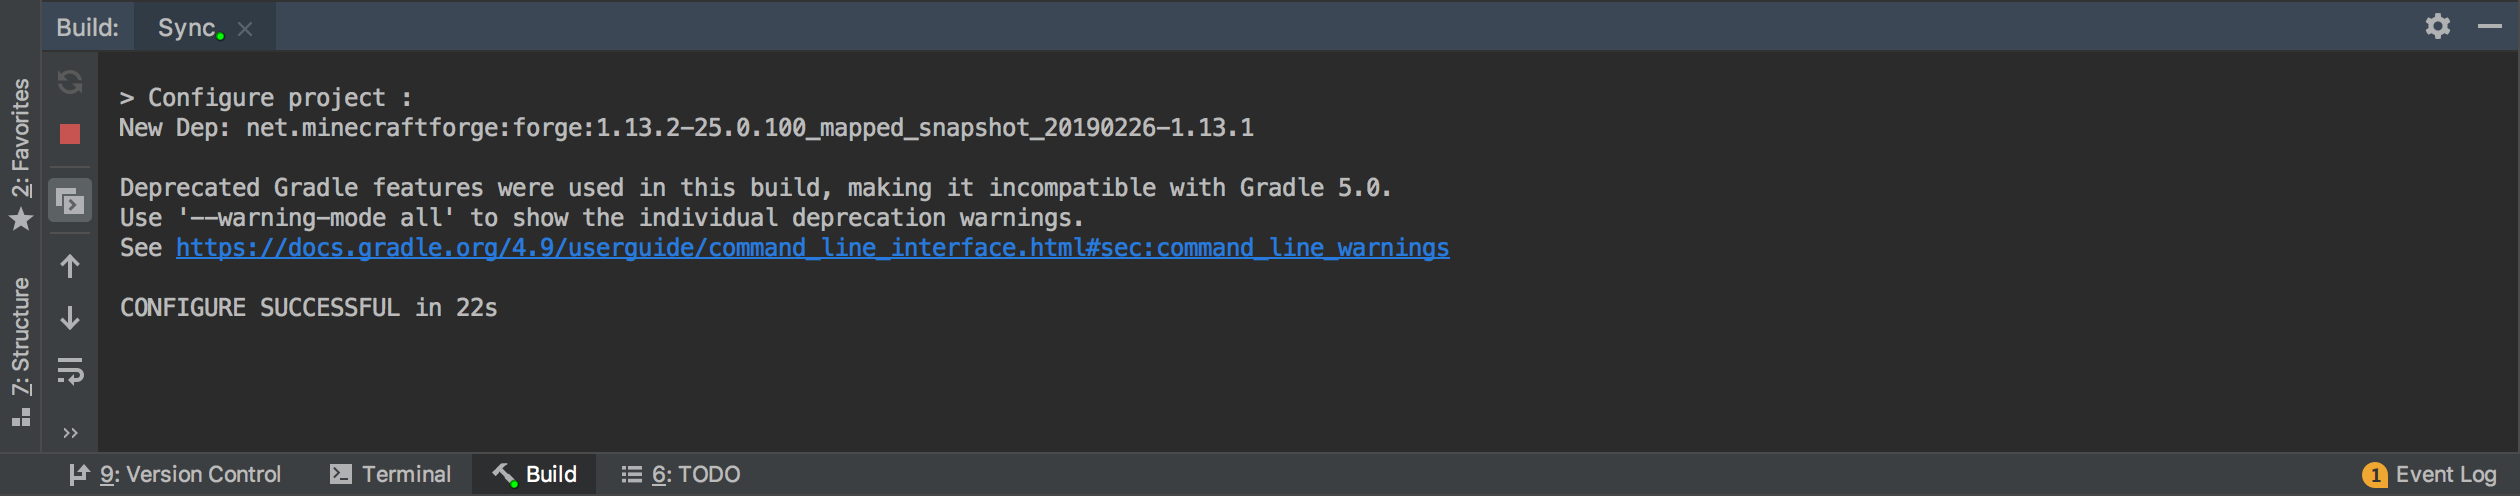 Build: Sync
2: Favorites
7: Structure
> Configure project :
New Dep: net.minecraftforge:forge:1.13.2-25.0.100_mapped_snapshot_20190226-1.13.1
Deprecated Gradle features were used in this build, making it incompatible with Gradle 5.0.
Use '--warning-mode all' to show the individual deprecation warnings.
See https://docs.gradle.org/4.9/userguide/command_line_interface.html#sec:command_line_warnings
CONFIGURE SUCCESSFUL in 22s
9: Version Control Terminal Build 6: TODO 1 Event Log